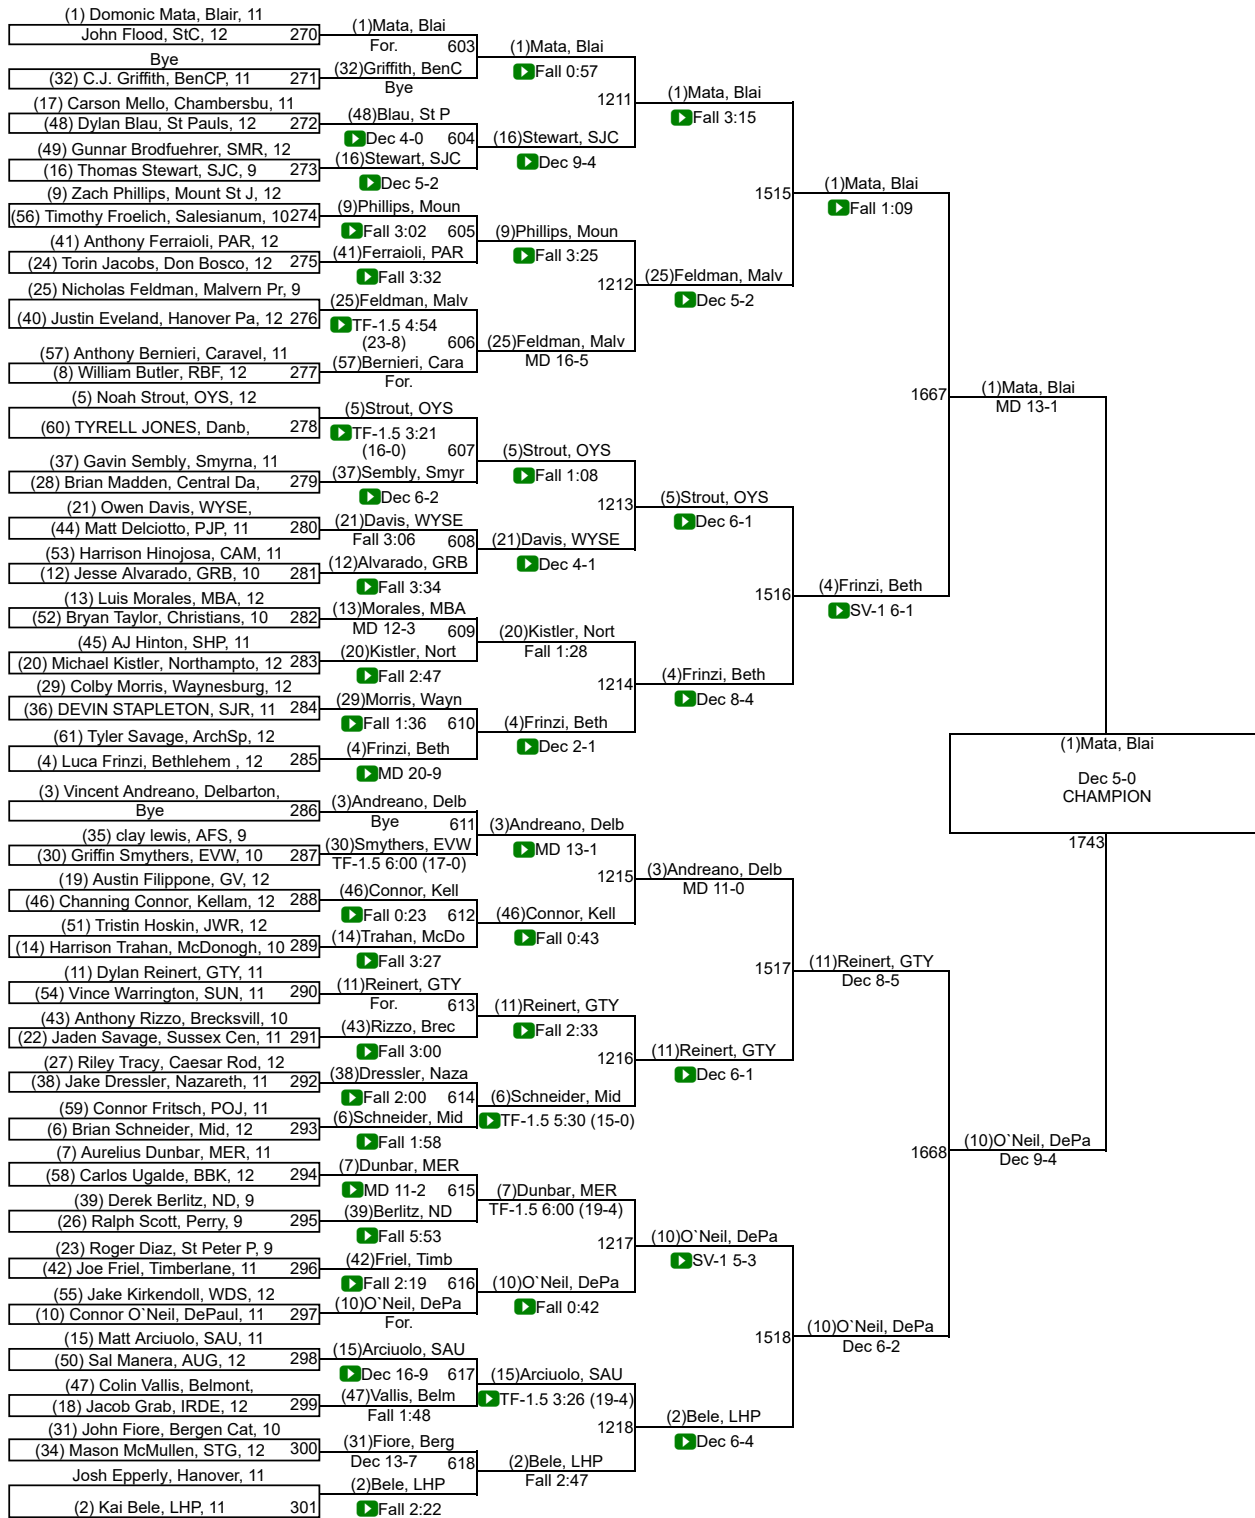 (1) Domonic Mata, Blair, 11
John Flood, StC, 12 270
Bye
(32) C.J. Griffith, BenCP, 11 271
(17) Carson Mello, Chambersbu, 11
(48) Dylan Blau, St Pauls, 12 272
(49) Gunnar Brodfuehrer, SMR, 12
(16) Thomas Stewart, SJC, 9 273
(9) Zach Phillips, Mount St J, 12
(56) Timothy Froelich, Salesianum, 10 274
(41) Anthony Ferraioli, PAR, 12
(24) Torin Jacobs, Don Bosco, 12 275
(25) Nicholas Feldman, Malvern Pr, 9
(40) Justin Eveland, Hanover Pa, 12 276
(57) Anthony Bernieri, Caravel, 11
(8) William Butler, RBF, 12 277
(5) Noah Strout, OYS, 12
(60) TYRELL JONES, Danb, 278
(37) Gavin Sembly, Smyrna, 11
(28) Brian Madden, Central Da, 279
(21) Owen Davis, WYSE,
(44) Matt Delciotto, PJP, 11 280
(53) Harrison Hinojosa, CAM, 11
(12) Jesse Alvarado, GRB, 10 281
(13) Luis Morales, MBA, 12
(52) Bryan Taylor, Christians, 10 282
(45) AJ Hinton, SHP, 11
(20) Michael Kistler, Northampto, 12 283
(29) Colby Morris, Waynesburg, 12
(36) DEVIN STAPLETON, SJR, 11 284
(61) Tyler Savage, ArchSp, 12
(4) Luca Frinzi, Bethlehem , 12 285
(3) Vincent Andreano, Delbarton,
Bye 286
(35) clay lewis, AFS, 9
(30) Griffin Smythers, EVW, 10 287
(19) Austin Filippone, GV, 12
(46) Channing Connor, Kellam, 12 288
(51) Tristin Hoskin, JWR, 12
(14) Harrison Trahan, McDonogh, 10 289
(11) Dylan Reinert, GTY, 11
(54) Vince Warrington, SUN, 11 290
(43) Anthony Rizzo, Brecksvill, 10
(22) Jaden Savage, Sussex Cen, 11 291
(27) Riley Tracy, Caesar Rod, 12
(38) Jake Dressler, Nazareth, 11 292
(59) Connor Fritsch, POJ, 11
(6) Brian Schneider, Mid, 12 293
(7) Aurelius Dunbar, MER, 11
(58) Carlos Ugalde, BBK, 12 294
(39) Derek Berlitz, ND, 9
(26) Ralph Scott, Perry, 9 295
(23) Roger Diaz, St Peter P, 9
(42) Joe Friel, Timberlane, 11 296
(55) Jake Kirkendoll, WDS, 12
(10) Connor O`Neil, DePaul, 11 297
(15) Matt Arciuolo, SAU, 11
(50) Sal Manera, AUG, 12 298
(47) Colin Vallis, Belmont,
(18) Jacob Grab, IRDE, 12 299
(31) John Fiore, Bergen Cat, 10
(34) Mason McMullen, STG, 12 300
Josh Epperly, Hanover, 11
(2) Kai Bele, LHP, 11 301
(1)Mata, Blai
For. 603
(32)Griffith, BenC
Bye
(48)Blau, St P
Dec 4-0 604
(16)Stewart, SJC
Dec 5-2
(9)Phillips, Moun
Fall 3:02 605
(41)Ferraioli, PAR
Fall 3:32
(25)Feldman, Malv
TF-1.5 4:54
(23-8) 606
(57)Bernieri, Cara
For.
(5)Strout, OYS
TF-1.5 3:21
(16-0) 607
(37)Sembly, Smyr
Dec 6-2
(21)Davis, WYSE
Fall 3:06 608
(12)Alvarado, GRB
Fall 3:34
(13)Morales, MBA
MD 12-3 609
(20)Kistler, Nort
Fall 2:47
(29)Morris, Wayn
Fall 1:36 610
(4)Frinzi, Beth
MD 20-9
(3)Andreano, Delb
Bye 611
(30)Smythers, EVW
TF-1.5 6:00 (17-0)
(46)Connor, Kell
Fall 0:23 612
(14)Trahan, McDo
Fall 3:27
(11)Reinert, GTY
For. 613
(43)Rizzo, Brec
Fall 3:00
(38)Dressler, Naza
Fall 2:00 614
(6)Schneider, Mid
Fall 1:58
(7)Dunbar, MER
MD 11-2 615
(39)Berlitz, ND
Fall 5:53
(42)Friel, Timb
Fall 2:19 616
(10)O`Neil, DePa
For.
(15)Arciuolo, SAU
Dec 16-9 617
(47)Vallis, Belm
Fall 1:48
(31)Fiore, Berg
Dec 13-7 618
(2)Bele, LHP
Fall 2:22
(1)Mata, Blai
Fall 0:57
1211
(16)Stewart, SJC
Dec 9-4
(9)Phillips, Moun
Fall 3:25
1212
(25)Feldman, Malv
MD 16-5
(5)Strout, OYS
Fall 1:08
1213
(21)Davis, WYSE
Dec 4-1
(20)Kistler, Nort
Fall 1:28
1214
(4)Frinzi, Beth
Dec 2-1
(3)Andreano, Delb
MD 13-1
1215
(46)Connor, Kell
Fall 0:43
(11)Reinert, GTY
Fall 2:33
1216
(6)Schneider, Mid
TF-1.5 5:30 (15-0)
(7)Dunbar, MER
TF-1.5 6:00 (19-4)
1217
(10)O`Neil, DePa
Fall 0:42
(15)Arciuolo, SAU
TF-1.5 3:26 (19-4)
1218
(2)Bele, LHP
Fall 2:47
(1)Mata, Blai
Fall 3:15
1515
(25)Feldman, Malv
Dec 5-2
(5)Strout, OYS
Dec 6-1
1516
(4)Frinzi, Beth
Dec 8-4
(3)Andreano, Delb
MD 11-0
1517
(11)Reinert, GTY
Dec 6-1
(10)O`Neil, DePa
SV-1 5-3
1518
(2)Bele, LHP
Dec 6-4
(1)Mata, Blai
Fall 1:09
1667
(4)Frinzi, Beth
SV-1 6-1
(11)Reinert, GTY
Dec 8-5
1668
(10)O`Neil, DePa
Dec 6-2
(1)Mata, Blai
MD 13-1
(10)O`Neil, DePa
Dec 9-4
(1)Mata, Blai
Dec 5-0
CHAMPION
1743